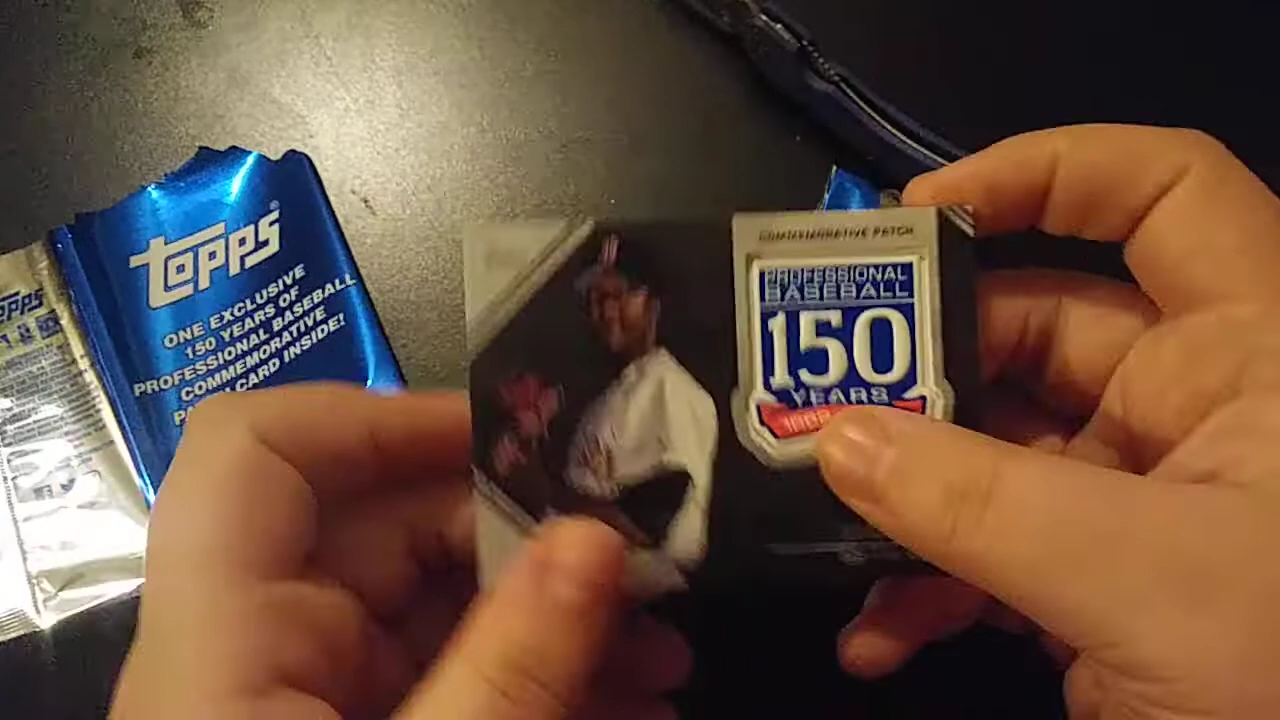 TOPPS
ONE EXCLUSIVE
150 YEARS OF
PROFESSIONAL BASEBALL
COMMEMORATIVE
CARD INSIDE!
COMMEMORATIVE PATCH
PROFESSIONAL
BASEBALL
150
YEARS